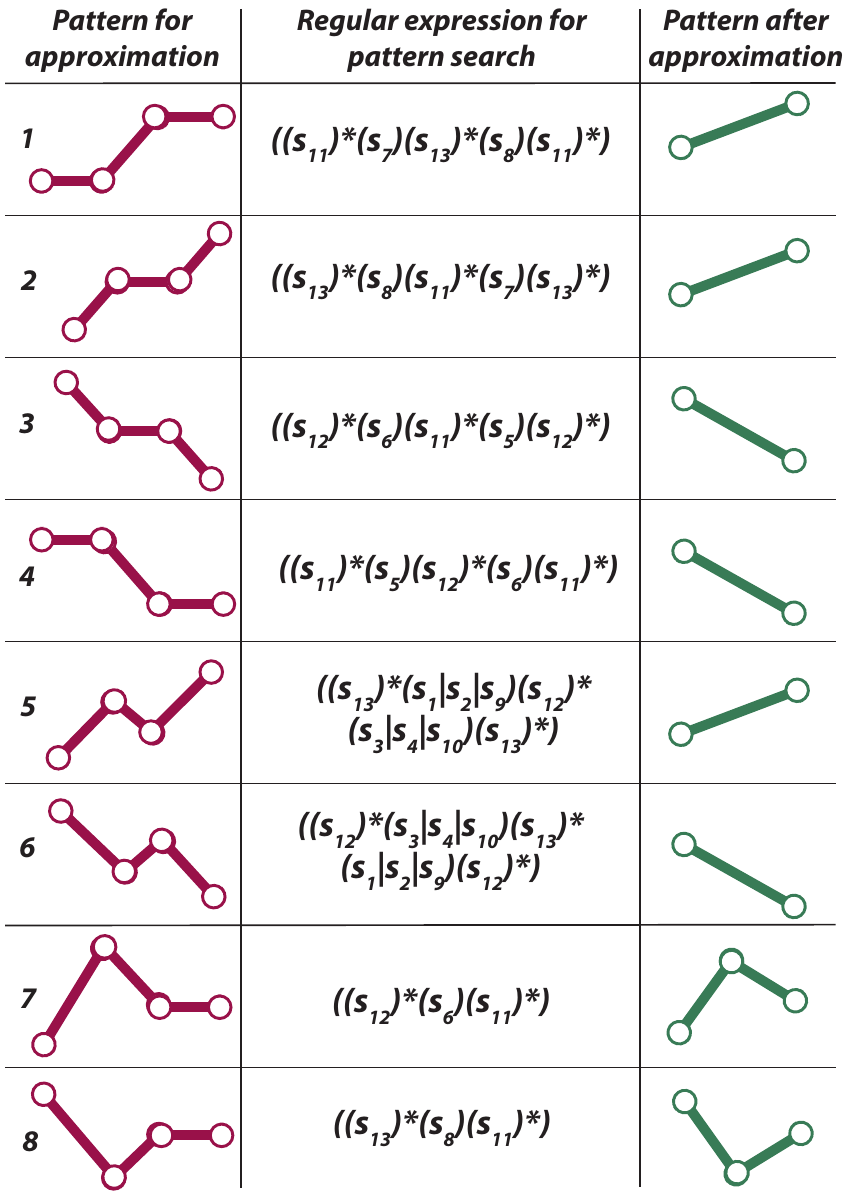 Pattern for approximation
Regular expression for pattern search
Pattern after approximation
1
((s₁₁)*(s₇)(s₁₃)*(s₈)(s₁₁)*)
2
((s₁₃)*(s₈)(s₁₁)*(s₇)(s₁₃)*)
3
((s₁₂)*(s₆)(s₁₁)*(s₅)(s₁₂)*)
4
((s₁₁)*(s₅)(s₁₂)*(s₆)(s₁₁)*)
5
((s₁₃)*(s₁|s₂|s₉)(s₁₂)*
(s₃|s₄|s₁₀)(s₁₃)*)
6
((s₁₂)*(s₃|s₄|s₁₀)(s₁₃)*
(s₁|s₂|s₉)(s₁₂)*)
7
((s₁₂)*(s₆)(s₁₁)*)
8
((s₁₃)*(s₈)(s₁₁)*)